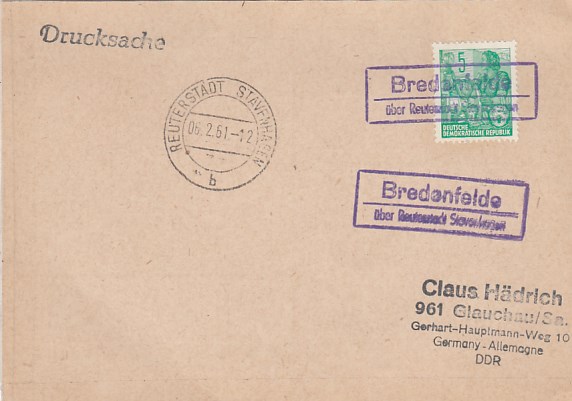 Drucksache
REUTERSTADT STAVENHAGEN
06.2.61.-12
b
Bredenfelde
über Reuterstadt
5
DEUTSCHE
DEMOKRATISCHE REPUBLIK
Bredenfelde
über Reuterstadt Stavenhagen
Claus Hädrich
961 Glauchau/Sa.
Gerhart-Hauptmann-Weg 10
Germany-Allemagne
DDR